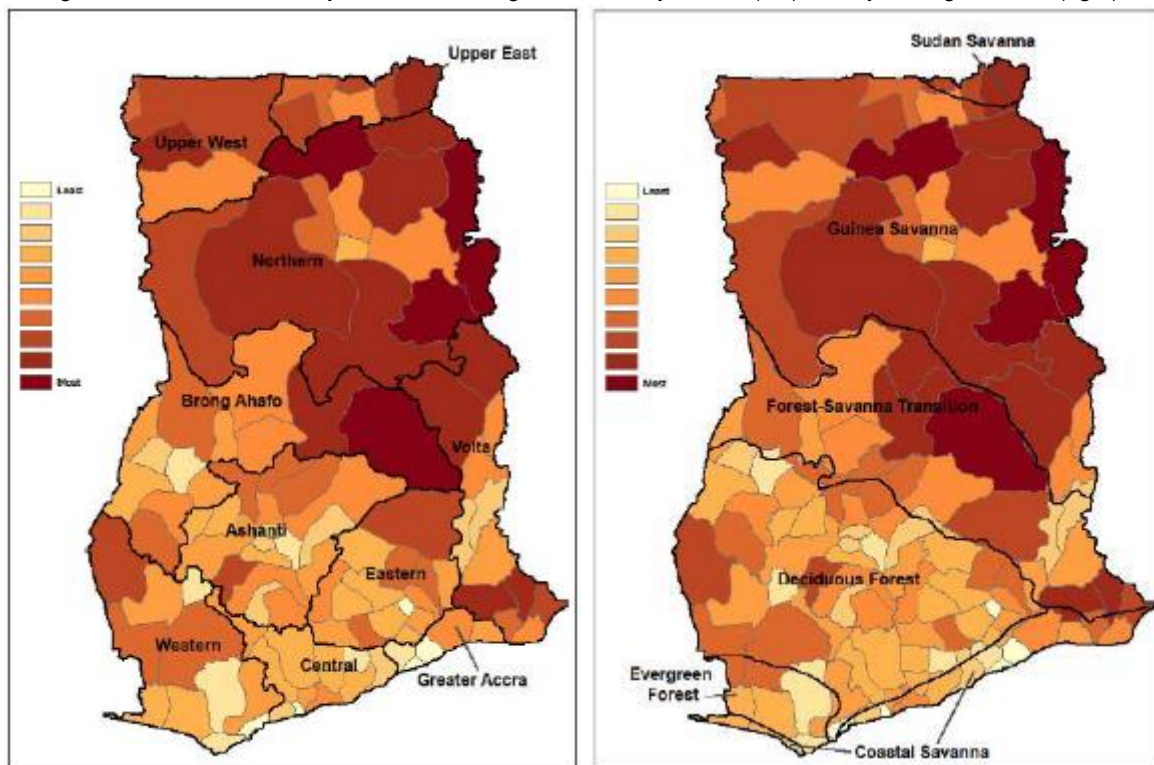 Upper East
Upper West
Least
Northern
Most
Brong Ahafo
Volta
Ashanti
Eastern
Western
Central
Greater Accra
Sudan Savanna
Least
Guinea Savanna
Most
Forest-Savanna Transition
Deciduous Forest
Evergreen
Forest
Coastal Savanna